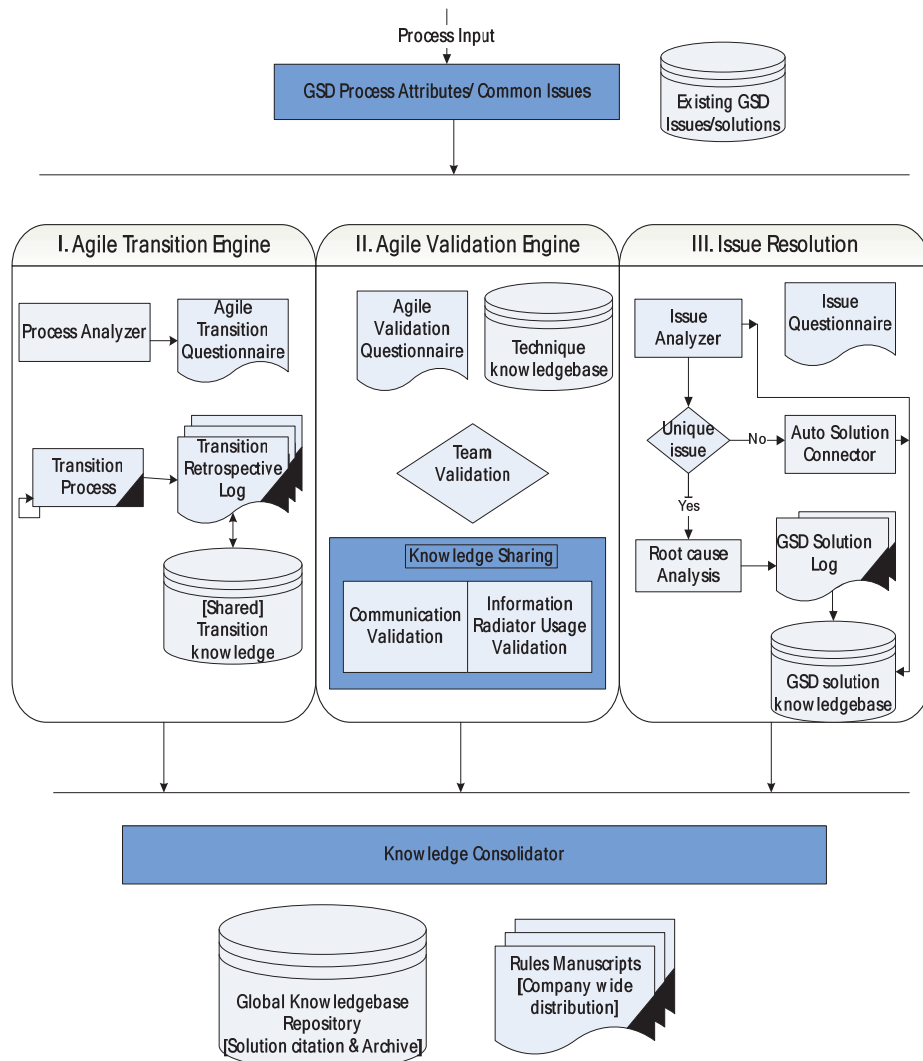 Process Input
GSD Process Attributes/ Common Issues
Existing GSD
Issues/solutions
I. Agile Transition Engine
Process Analyzer
Agile
Transition
Questionnaire
Transition
Process
Transition
Retrospective
Log
[Shared]
Transition
knowledge
II. Agile Validation Engine
Agile
Validation
Questionnaire
Technique
knowledgebase
Team
Validation
Knowledge Sharing
Communication
Validation
Information
Radiator Usage
Validation
III. Issue Resolution
Issue
Analyzer
Issue
Questionnaire
Unique
issue
No
Auto Solution
Connector
Yes
Root cause
Analysis
GSD Solution
Log
GSD solution
knowledgebase
Knowledge Consolidator
Global Knowledgebase
Repository
[Solution citation & Archive]
Rules Manuscripts
[Company wide
distribution]